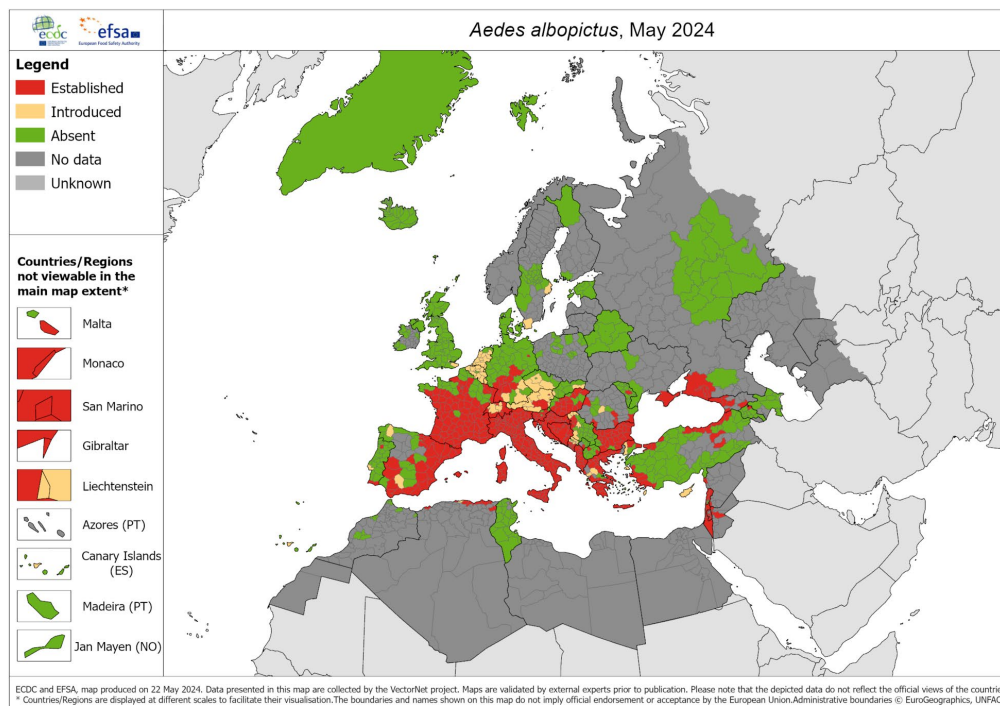 ecdc
efsa
European Food Safety Authority
Aedes albopictus, May 2024
Legend
Established
Introduced
Absent
No data
Unknown
Countries/Regions
not viewable in the
main map extent*
Malta
Monaco
San Marino
Gibraltar
Liechtenstein
Azores (PT)
Canary Islands
(ES)
Madeira (PT)
Jan Mayen (NO)
ECDC and EFSA, map produced on 22 May 2024. Data presented in this map are collected by the VectorNet project. Maps are validated by external experts prior to publication. Please note that the depicted data do not reflect the official views of the countrie
* Countries/Regions are displayed at different scales to facilitate their visualisation.The boundaries and names shown on this map do not imply official endorsement or acceptance by the European Union.Administrative boundaries © EuroGeographics, UNFAO